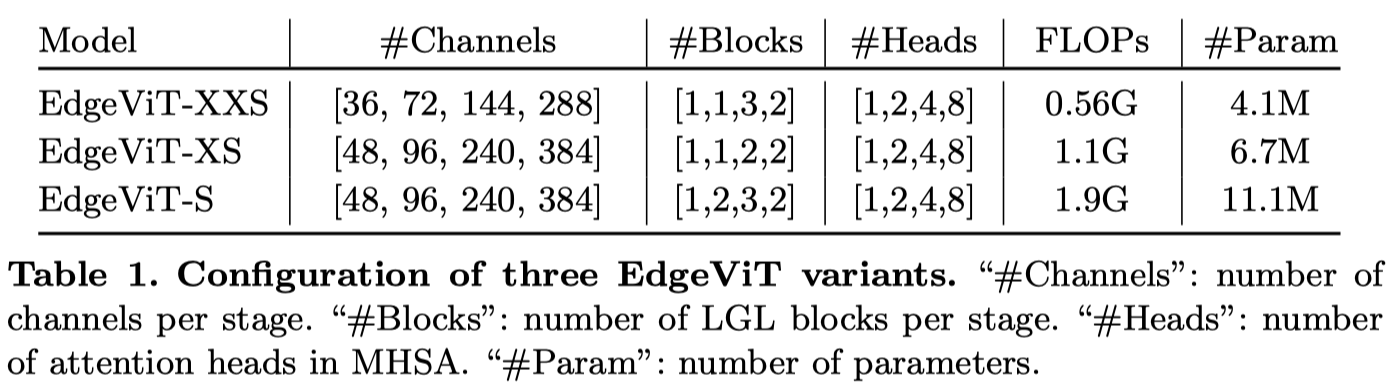 Model #Channels #Blocks #Heads FLOPs #Param
EdgeViT-XXS [36, 72, 144, 288] [1,1,3,2] [1,2,4,8] 0.56G 4.1M
EdgeViT-XS [48, 96, 240, 384] [1,1,2,2] [1,2,4,8] 1.1G 6.7M
EdgeViT-S [48, 96, 240, 384] [1,2,3,2] [1,2,4,8] 1.9G 11.1M
Table 1. Configuration of three EdgeViT variants. “#Channels”: number of
channels per stage. “#Blocks”: number of LGL blocks per stage. “#Heads”: number
of attention heads in MHSA. “#Param”: number of parameters.